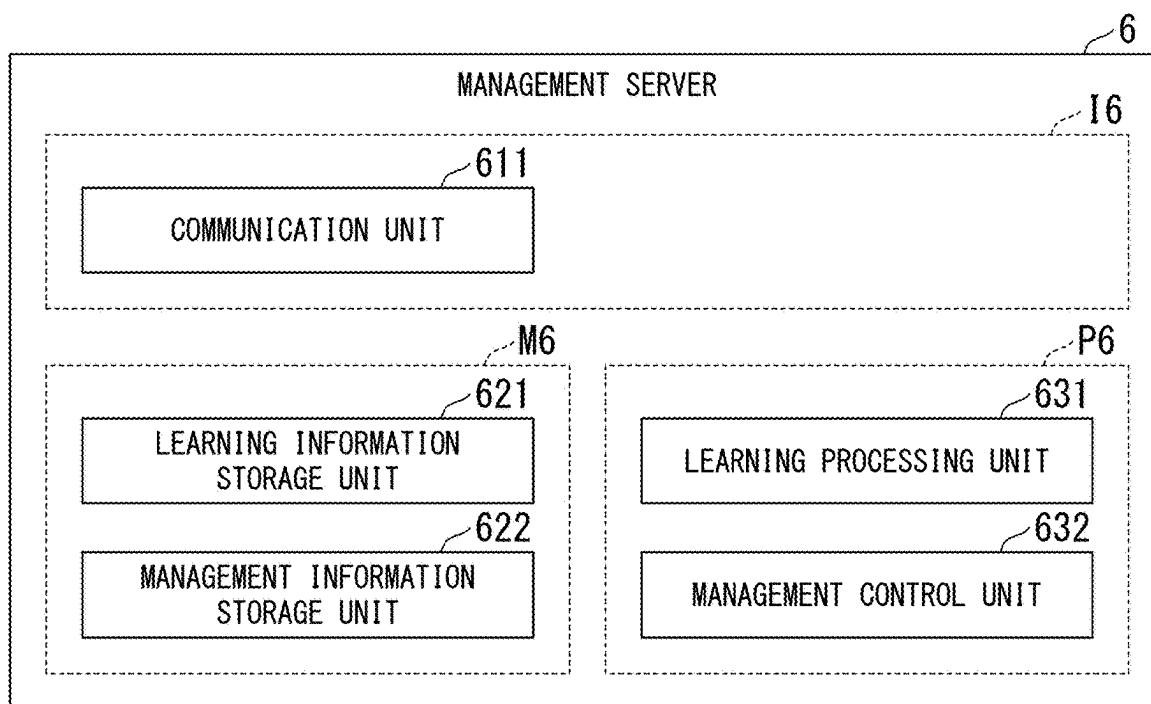 6
MANAGEMENT SERVER
I6
611
COMMUNICATION UNIT
M6
621
LEARNING INFORMATION
STORAGE UNIT
622
MANAGEMENT INFORMATION
STORAGE UNIT
P6
631
LEARNING PROCESSING UNIT
632
MANAGEMENT CONTROL UNIT